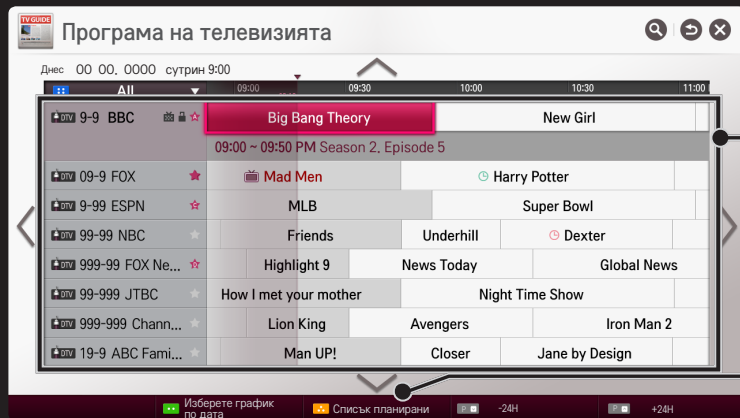 TV GUIDE
Програма на телевизията
Днес 00 00, 0000 сутрин 9:00
All 09:00 09:30 10:00 10:30 11:00
DTV 9-9 BBC Big Bang Theory New Girl
09:00 ~ 09:50 PM Season 2, Episode 5
DTV 09-9 FOX Mad Men Harry Potter
DTV 9-99 ESPN MLB Super Bowl
DTV 99-99 NBC Friends Underhill Dexter
DTV 999-99 FOX Ne... Highlight 9 News Today Global News
DTV 99-999 JTBC How I met your mother Night Time Show
DTV 999-999 Chann... Lion King Avengers Iron Man 2
DTV 19-9 ABC Fami... Man UP! Closer Jane by Design
Изберете график
по дата
Списък планирани
P -24H
P +24H